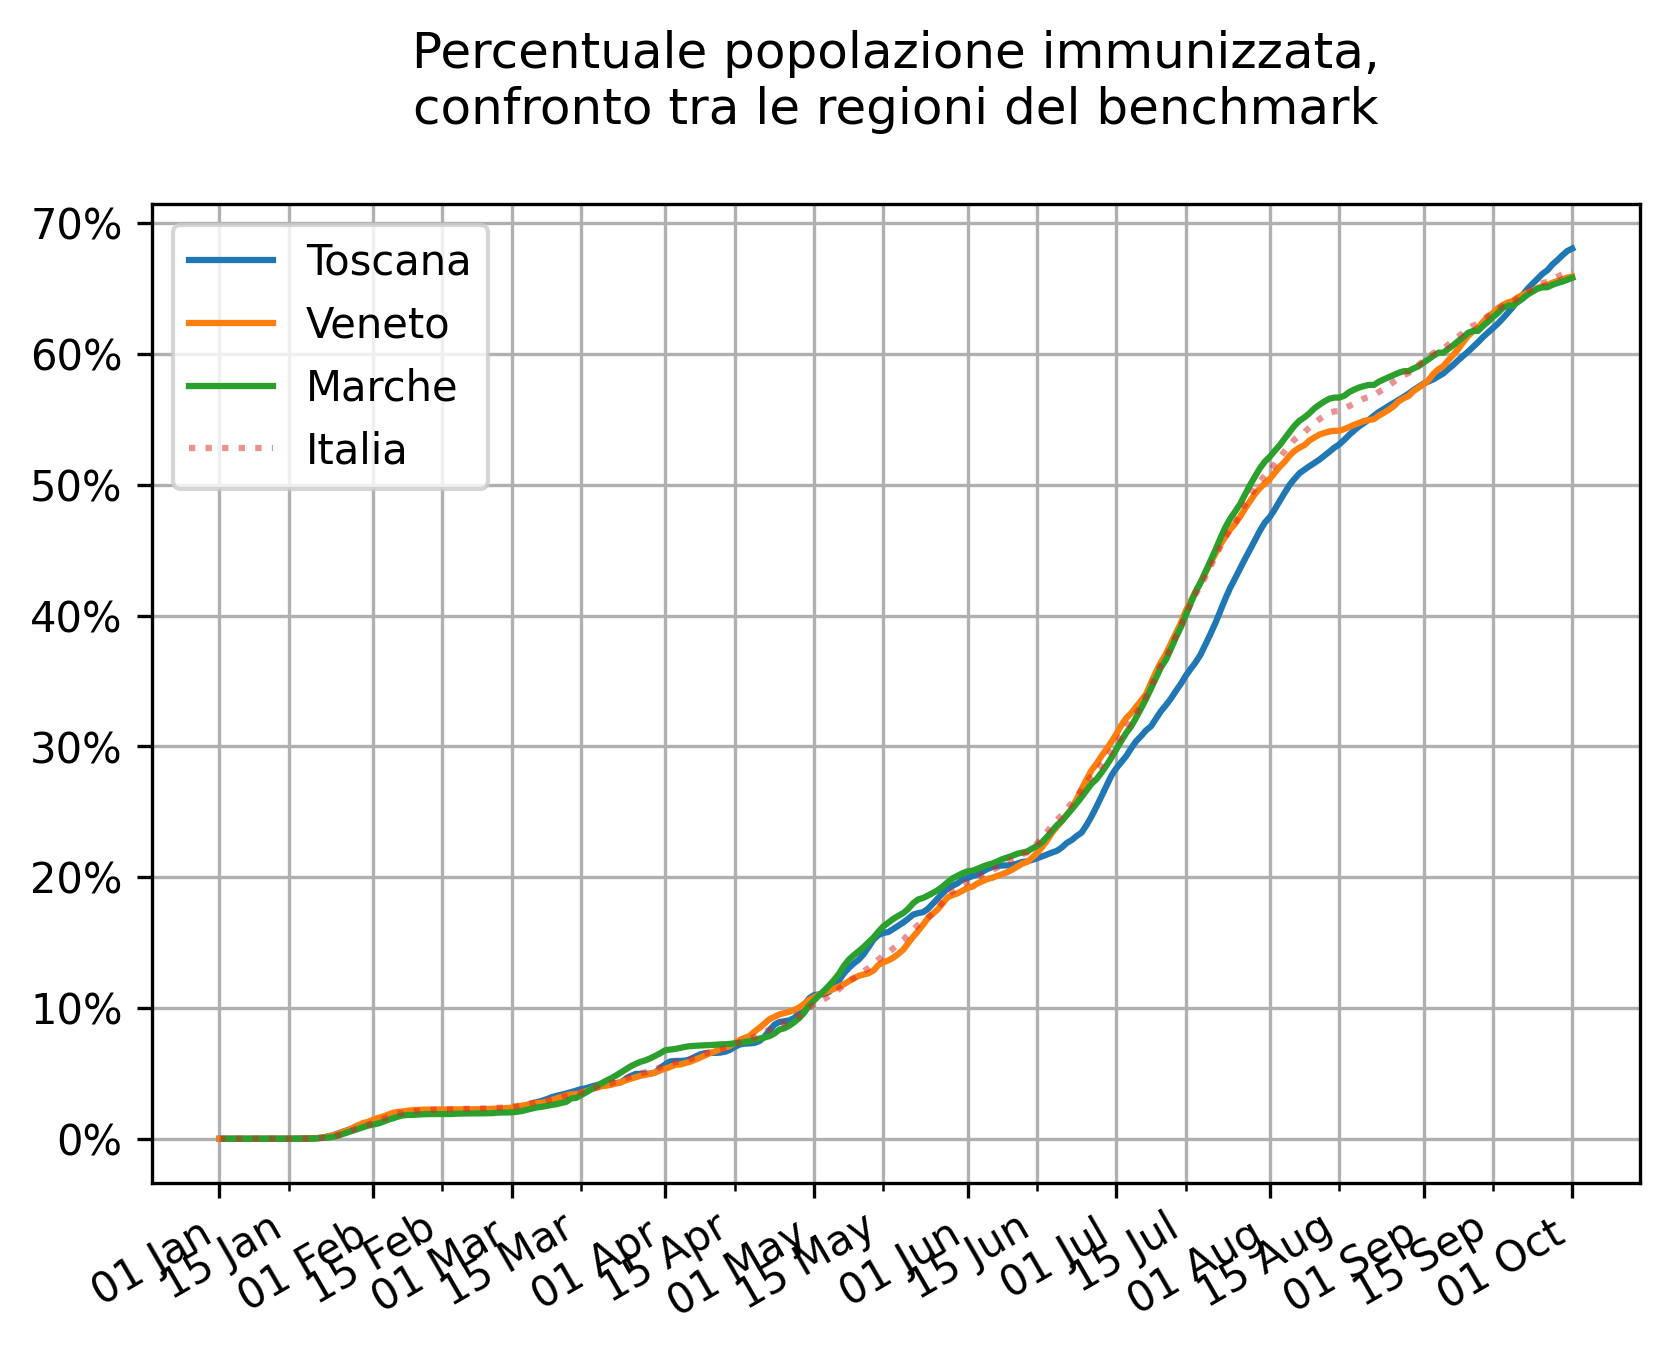 Percentuale popolazione immunizzata,
confronto tra le regioni del benchmark
70%
60%
50%
40%
30%
20%
10%
0%
Toscana
Veneto
Marche
Italia
01 Jan
15 Jan
01 Feb
15 Feb
01 Mar
15 Mar
01 Apr
15 Apr
01 May
15 May
01 Jun
15 Jun
01 Jul
15 Jul
01 Aug
15 Aug
01 Sep
15 Sep
01 Oct